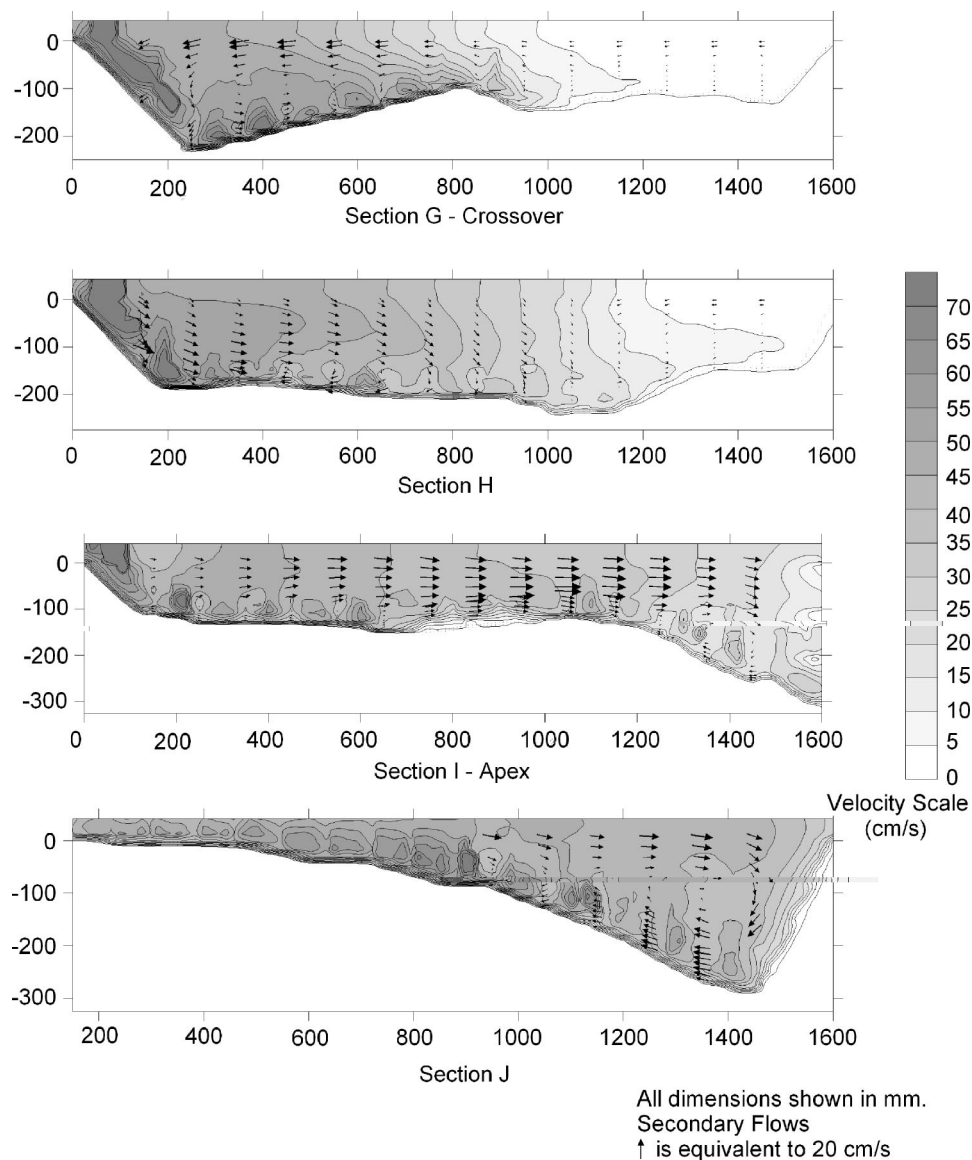 0
-100
-200
0 200 400 600 800 1000 1200 1400 1600
Section G - Crossover
0
-100
-200
0 200 400 600 800 1000 1200 1400 1600
Section H
0
-100
-200
-300
0 200 400 600 800 1000 1200 1400 1600
Section I - Apex
0
-100
-200
-300
200 400 600 800 1000 1200 1400 1600
Section J
70
65
60
55
50
45
40
35
30
25
20
15
10
5
0
Velocity Scale
(cm/s)
All dimensions shown in mm.
Secondary Flows
↑ is equivalent to 20 cm/s